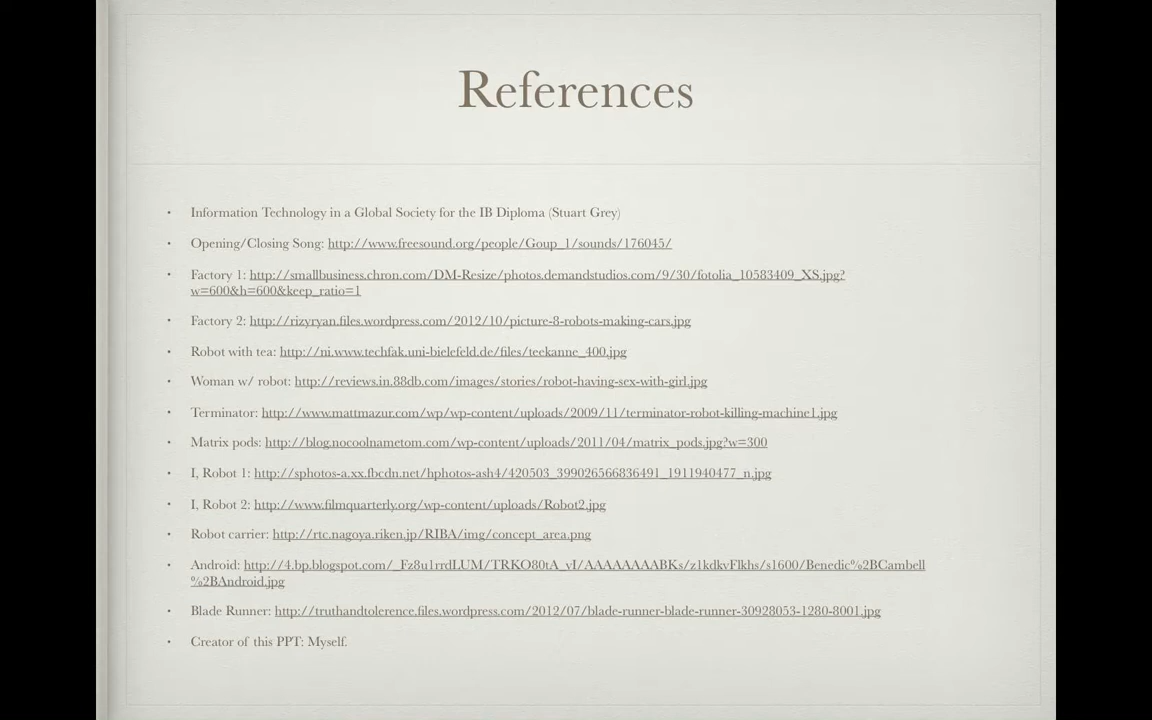 References
• Information Technology in a Global Society for the IB Diploma (Stuart Grey)
• Opening/Closing Song: http://www.freesound.org/people/Goup_1/sounds/176045/
• Factory 1: http://smallbusiness.chron.com/DM-Resize/photos.demandstudios.com/9/30/fotolia_10583409_XS.jpg?
w=600&h=600&keep_ratio=1
• Factory 2: http://rizyryan.files.wordpress.com/2012/10/picture-8-robots-making-cars.jpg
• Robot with tea: http://ni.www.techfak.uni-bielefeld.de/files/teekanne_400.jpg
• Woman w/ robot: http://reviews.in.88db.com/images/stories/robot-having-sex-with-girl.jpg
• Terminator: http://www.mattmazur.com/wp/wp-content/uploads/2009/11/terminator-robot-killing-machine1.jpg
• Matrix pods: http://blog.nocoolnametom.com/wp-content/uploads/2011/04/matrix_pods.jpg?w=300
• I, Robot 1: http://sphotos-a.xx.fbcdn.net/hphotos-ash4/420503_399026566836491_1911940477_n.jpg
• I, Robot 2: http://www.filmquarterly.org/wp-content/uploads/Robot2.jpg
• Robot carrier: http://rtc.nagoya.riken.jp/RIBA/img/concept_area.png
• Android: http://4.bp.blogspot.com/_Fz8u1rrdLUM/TRKO80tA_vI/AAAAAAAABKs/z1kdkvFlkhs/s1600/Benedic%2BCambell
%2BAndroid.jpg
• Blade Runner: http://truthandtolerence.files.wordpress.com/2012/07/blade-runner-blade-runner-30928053-1280-8001.jpg
• Creator of this PPT: Myself.